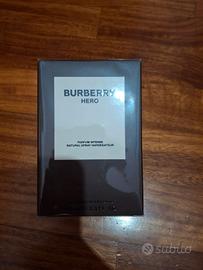 BURBERRY
HERO
PARFUM INTENSE
NATURAL SPRAY VAPORISATEUR
subito